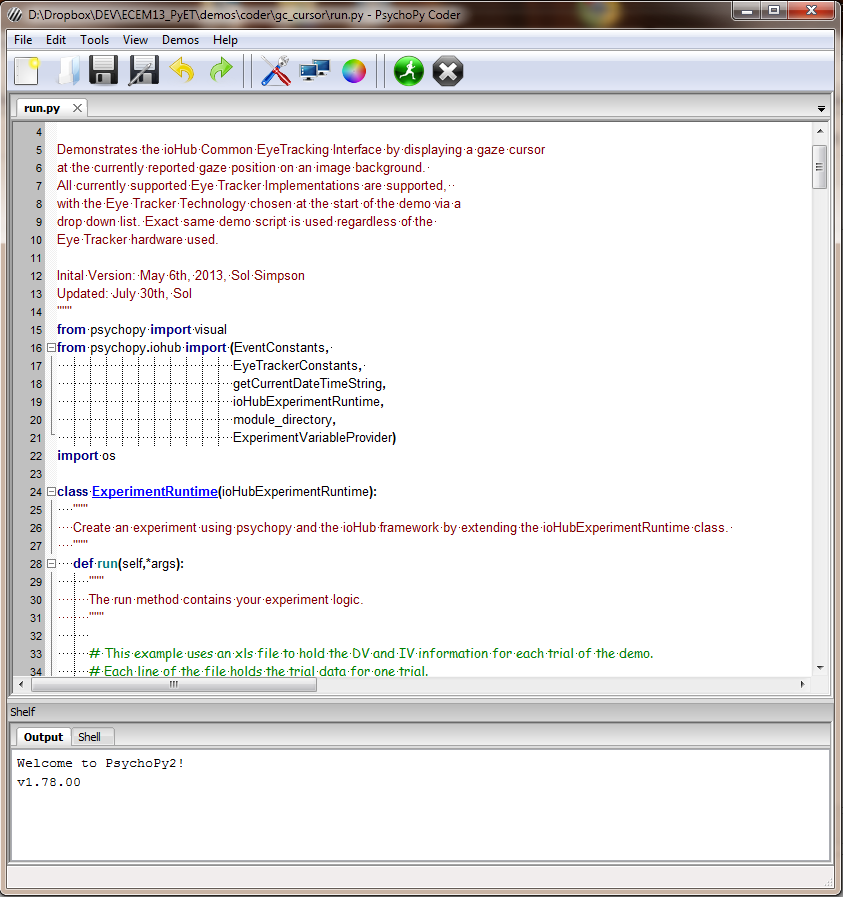 D:\Dropbox\DEV\ECEM13_PyET\demos\coder\gc_cursor\run.py - PsychoPy Coder
File Edit Tools View Demos Help
run.py
4
5 Demonstrates the ioHub Common EyeTracking Interface by displaying a gaze cursor
6 at the currently reported gaze position on an image background.
7 All currently supported Eye Tracker Implementations are supported,
8 with the Eye Tracker Technology chosen at the start of the demo via a
9 drop down list. Exact same demo script is used regardless of the
10 Eye Tracker hardware used.
11
12 Inital Version: May 6th, 2013, Sol Simpson
13 Updated: July 30th, Sol
14 """
15 from psychopy import visual
16 from psychopy.iohub import (EventConstants,
17 EyeTrackerConstants,
18 getCurrentDateTimeString,
19 ioHubExperimentRuntime,
20 module_directory,
21 ExperimentVariableProvider)
22 import os
23
24 class ExperimentRuntime(ioHubExperimentRuntime):
25 """
26 Create an experiment using psychopy and the ioHub framework by extending the ioHubExperimentRuntime class.
27 """
28 def run(self,*args):
29 """
30 The run method contains your experiment logic.
31 """
32
33 # This example uses an xls file to hold the DV and IV information for each trial of the demo.
34 # Each line of the file holds the trial data for one trial.
Shelf
Output Shell
Welcome to PsychoPy2!
v1.78.00